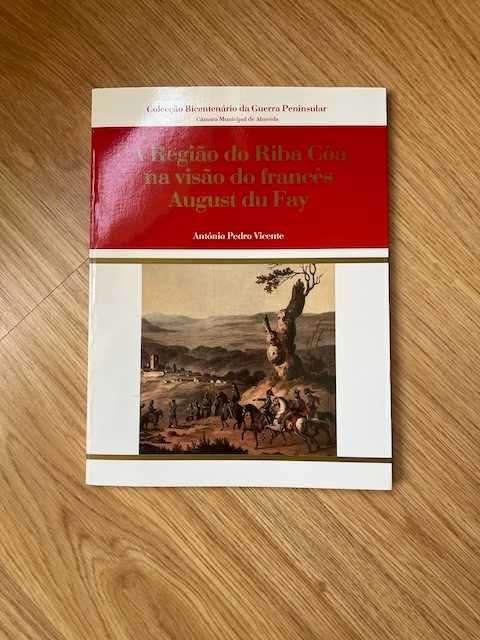 Colecção Bicentenário da Guerra Peninsular
Câmara Municipal de Almeida
A Região do Riba Côa
na visão do francês
August du Fay
António Pedro Vicente